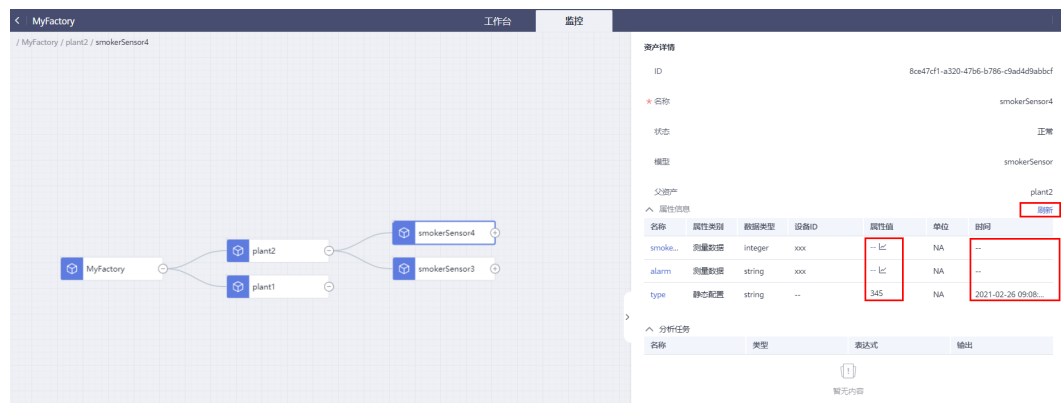 MyFactory 工作台 监控
/ MyFactory / plant2 / smokerSensor4
MyFactory
plant2
plant1
smokerSensor4
smokerSensor3
资产详情
ID 8ce47cf1-a320-47b6-b786-c9ad4d9abbcf
* 名称 smokerSensor4
状态 正常
模型 smokerSensor
父资产 plant2
属性信息 刷新
名称 属性类别 数据类型 设备ID 属性值 单位 时间
smoke... 测量数据 integer xxx -- NA --
alarm 测量数据 string xxx -- NA --
type 静态配置 string -- 345 NA 2021-02-26 09:08:...
分析任务
名称 类型 表达式 输出
暂无内容